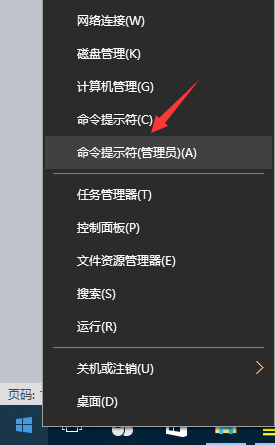 网络连接(W)
磁盘管理(K)
计算机管理(G)
命令提示符(C)
命令提示符(管理员)(A)
任务管理器(T)
控制面板(P)
文件资源管理器(E)
搜索(S)
运行(R)
关机或注销(U)
桌面(D)
页码: